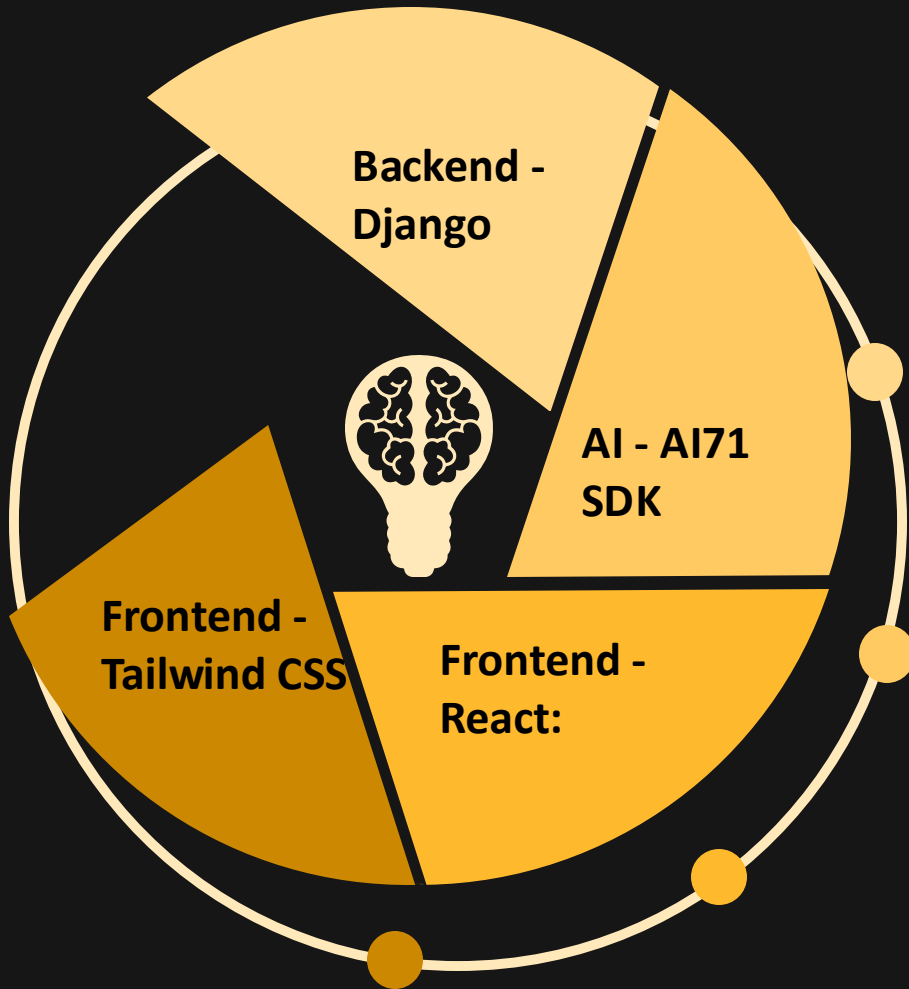 Backend -
Django
AI - AI71
SDK
Frontend -
Tailwind CSS
Frontend -
React: